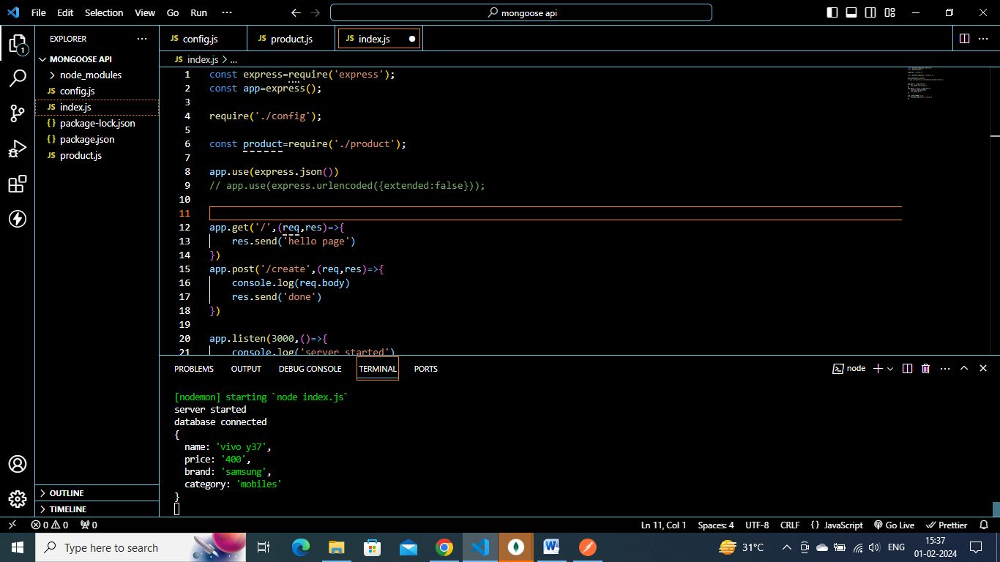 File Edit Selection View Go Run ··· mongoose api
EXPLORER ···
MONGOOSE API
node_modules
JS config.js
JS index.js
{} package-lock.json
{} package.json
JS product.js
OUTLINE
TIMELINE
JS config.js JS product.js JS index.js
JS index.js > ...
1 const express=require('express');
2 const app=express();
3
4 require('./config');
5
6 const product=require('./product');
7
8 app.use(express.json())
9 // app.use(express.urlencoded({extended:false}));
10
11
12 app.get('/',(req,res)=>{
13 res.send('hello page')
14 })
15 app.post('/create',(req,res)=>{
16 console.log(req.body)
17 res.send('done')
18 })
19
20 app.listen(3000,()=>{
21 console.log('server started')
PROBLEMS OUTPUT DEBUG CONSOLE TERMINAL PORTS node
[nodemon] starting `node index.js`
server started
database connected
{
name: 'vivo y37',
price: '400',
brand: 'samsung',
category: 'mobiles'
}
1
0 0 0 Ln 11, Col 1 Spaces: 4 UTF-8 CRLF {} JavaScript Go Live Prettier
Type here to search W 31°C ENG 15:37
01-02-2024